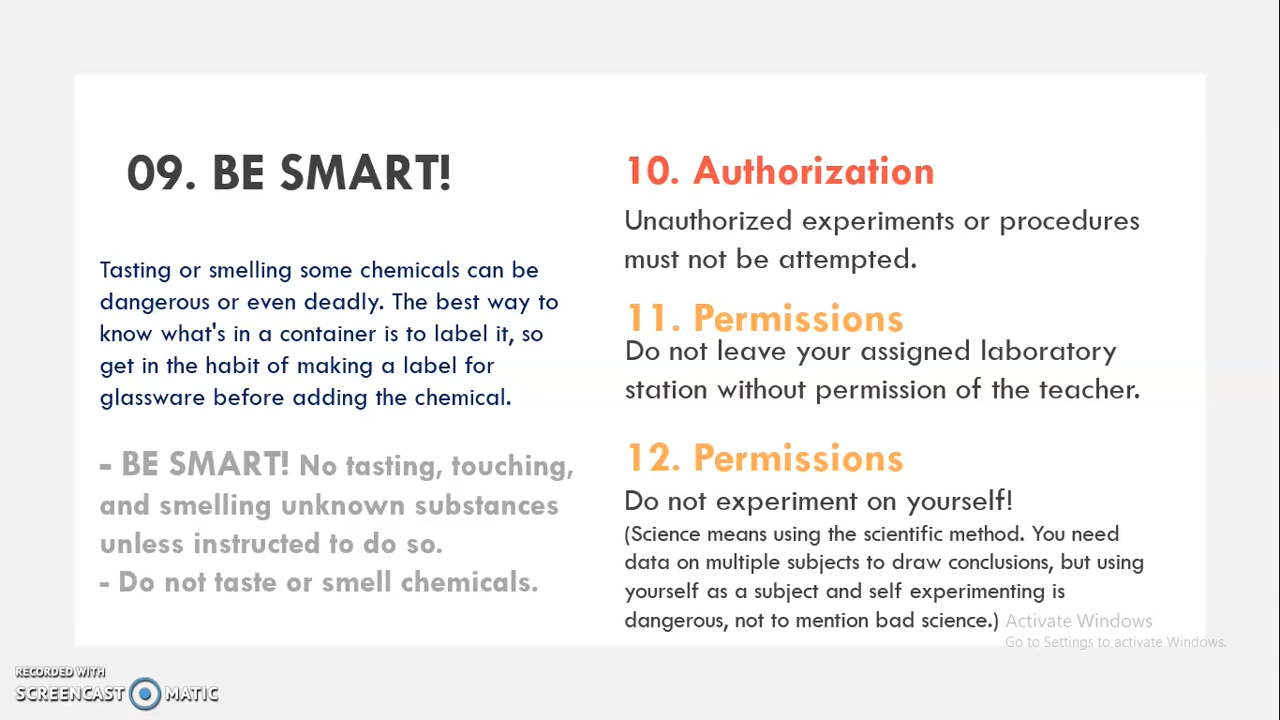 09. BE SMART!
Tasting or smelling some chemicals can be
dangerous or even deadly. The best way to
know what's in a container is to label it, so
get in the habit of making a label for
glassware before adding the chemical.
- BE SMART! No tasting, touching,
and smelling unknown substances
unless instructed to do so.
- Do not taste or smell chemicals.
10. Authorization
Unauthorized experiments or procedures
must not be attempted.
11. Permissions
Do not leave your assigned laboratory
station without permission of the teacher.
12. Permissions
Do not experiment on yourself!
(Science means using the scientific method. You need
data on multiple subjects to draw conclusions, but using
yourself as a subject and self experimenting is
dangerous, not to mention bad science.)
Activate Windows
Go to Settings to activate Windows.
RECORDED WITH
SCREENCAST MATIC